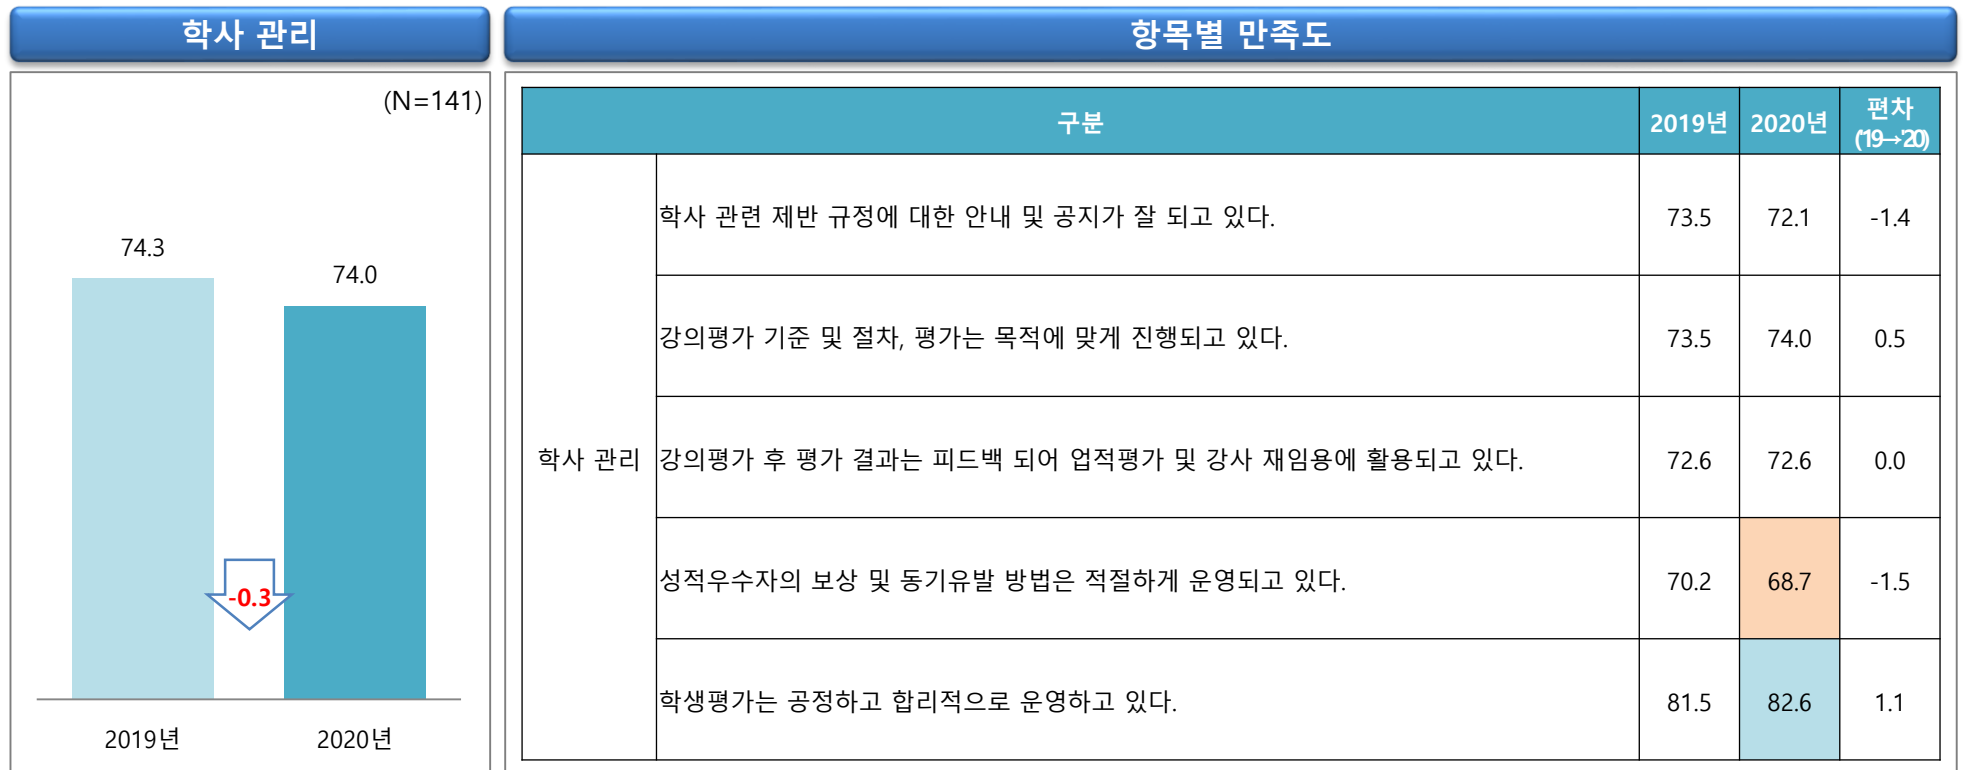 학사 관리
항목별 만족도
(N=141)
74.3
74.0
-0.3
2019년
2020년
구분
2019년
2020년
편차
('19→'20)
학사 관리
학사 관련 제반 규정에 대한 안내 및 공지가 잘 되고 있다.
73.5
72.1
-1.4
강의평가 기준 및 절차, 평가는 목적에 맞게 진행되고 있다.
73.5
74.0
0.5
강의평가 후 평가 결과는 피드백 되어 업적평가 및 강사 재임용에 활용되고 있다.
72.6
72.6
0.0
성적우수자의 보상 및 동기유발 방법은 적절하게 운영되고 있다.
70.2
68.7
-1.5
학생평가는 공정하고 합리적으로 운영하고 있다.
81.5
82.6
1.1